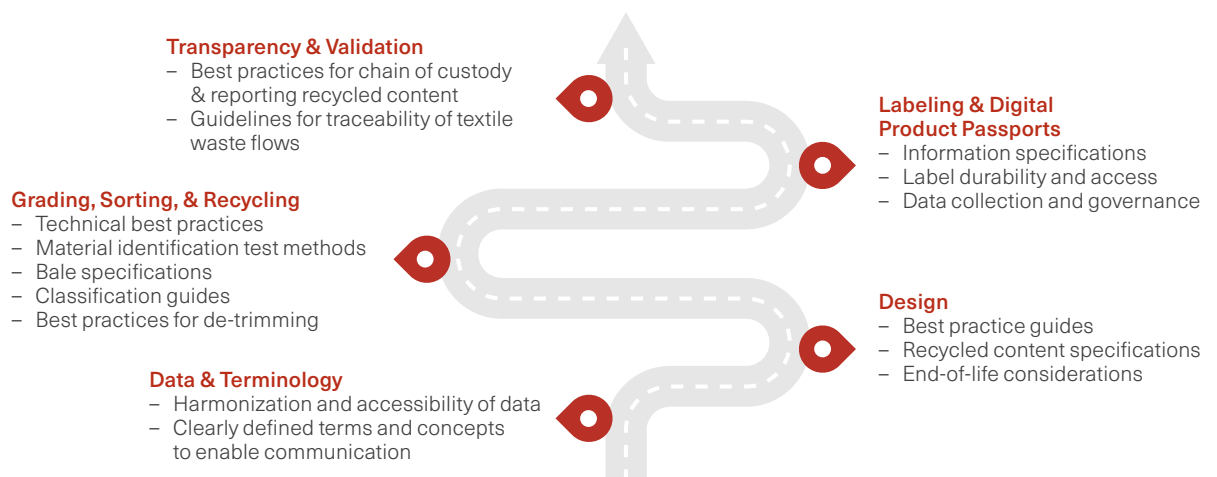 Transparency & Validation
– Best practices for chain of custody
& reporting recycled content
– Guidelines for traceability of textile
waste flows
Labeling & Digital
Product Passports
– Information specifications
– Label durability and access
– Data collection and governance
Grading, Sorting, & Recycling
– Technical best practices
– Material identification test methods
– Bale specifications
– Classification guides
– Best practices for de-trimming
Design
– Best practice guides
– Recycled content specifications
– End-of-life considerations
Data & Terminology
– Harmonization and accessibility of data
– Clearly defined terms and concepts
to enable communication